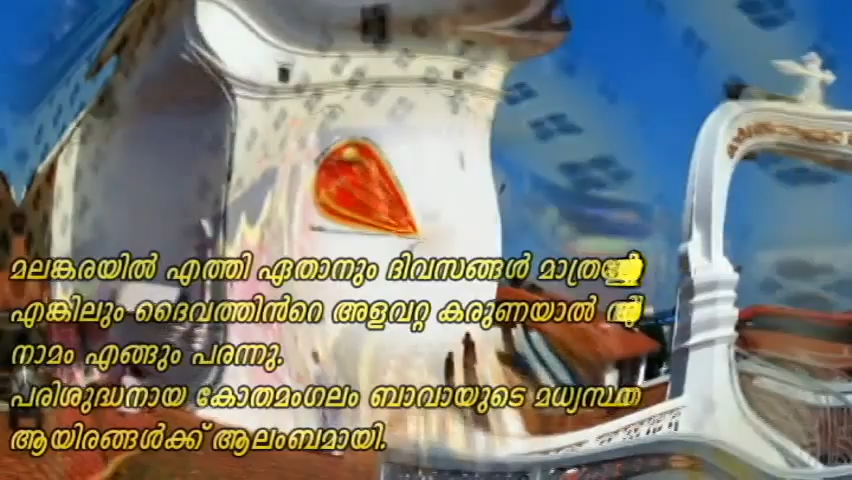 മലങ്കരയിൽ എത്തി ഏതാനും ദിവസങ്ങൾ
എങ്കിലും ദൈവത്തിൻറെ അളവറ്റ കരുണയാൽ
നാമം എങ്ങും പരന്നു.
പരിശുദ്ധനായ കോതമംഗലം ബാവായുടെ മധ്യസ്ഥത
ആയിരങ്ങൾക്ക് ആലംബമായി.